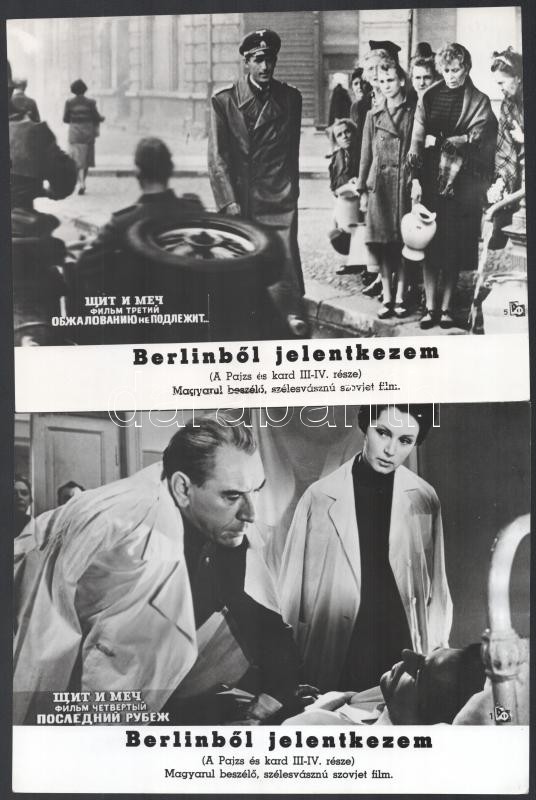 ЩИТ И МЕЧ
ФИЛЬМ ТРЕТИЙ
ОБЖАЛОВАНИЮ НЕ ПОДЛЕЖИТ...
5
Berlinből jelentkezem
(A Pajzs és kard III-IV. része)
Magyarul beszélő, szélesvásznú szovjet film.
darabanth
ЩИТ И МЕЧ
ФИЛЬМ ЧЕТВЕРТЫЙ
ПОСЛЕДНИЙ РУБЕЖ
1
Berlinből jelentkezem
(A Pajzs és kard III-IV. része)
Magyarul beszélő, szélesvásznú szovjet film.